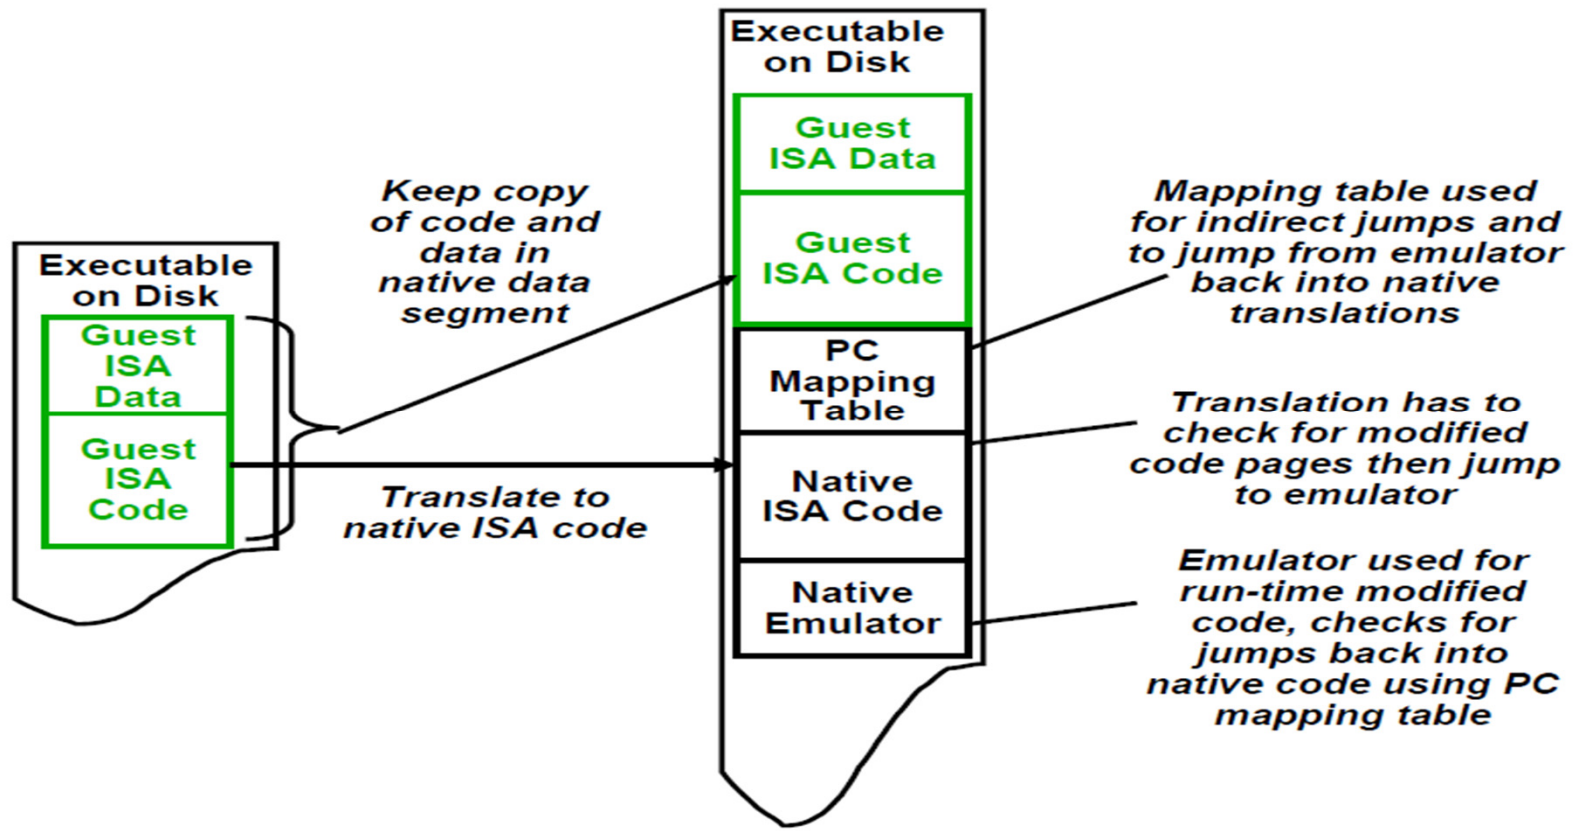 Executable
on Disk
Guest
ISA
Data
Guest
ISA
Code
Keep copy
of code and
data in
native data
segment
Translate to
native ISA code
Executable
on Disk
Guest
ISA Data
Guest
ISA Code
PC
Mapping
Table
Native
ISA Code
Native
Emulator
Mapping table used
for indirect jumps and
to jump from emulator
back into native
translations
Translation has to
check for modified
code pages then jump
to emulator
Emulator used for
run-time modified
code, checks for
jumps back into
native code using PC
mapping table